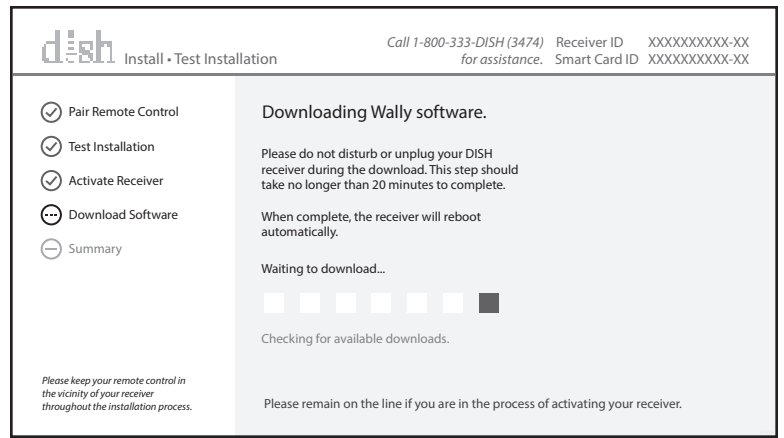 dish Install • Test Installation
Call 1-800-333-DISH (3474) Receiver ID XXXXXXXXXX-XX
for assistance. Smart Card ID XXXXXXXXXX-XX
Pair Remote Control
Test Installation
Activate Receiver
Download Software
Summary
Please keep your remote control in
the vicinity of your receiver
throughout the installation process.
Downloading Wally software.
Please do not disturb or unplug your DISH
receiver during the download. This step should
take no longer than 20 minutes to complete.
When complete, the receiver will reboot
automatically.
Waiting to download...
Checking for available downloads.
Please remain on the line if you are in the process of activating your receiver.